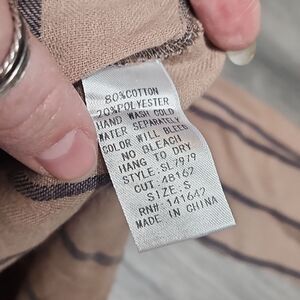 80%COTTON
20%POLYESTER
HAND WASH COLD
WATER SEPARATELY
COLOR WILL BLEED
NO BLEACH
HANG TO DRY
STYLE:SL7979
CUT:48162
SIZE:S
RN#:141642
MADE IN CHINA